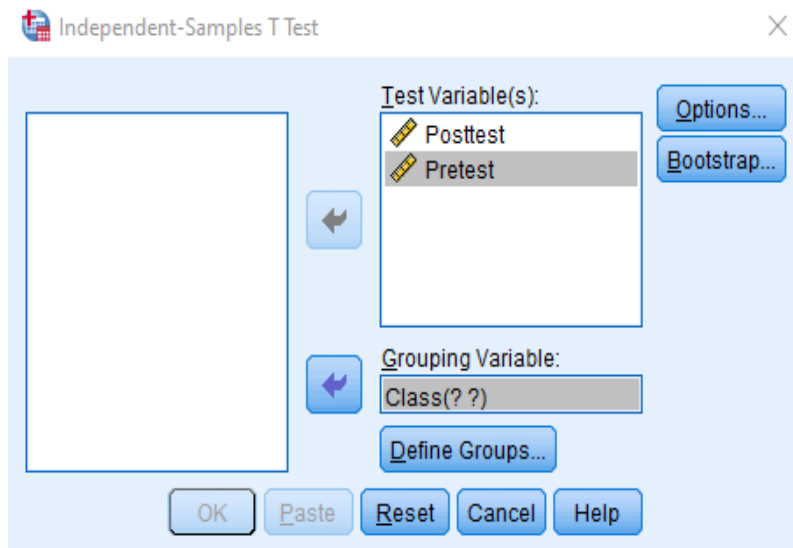 Independent-Samples T Test
Test Variable(s):
Posttest
Pretest
Options...
Bootstrap...
Grouping Variable:
Class(? ?)
Define Groups...
OK Paste Reset Cancel Help